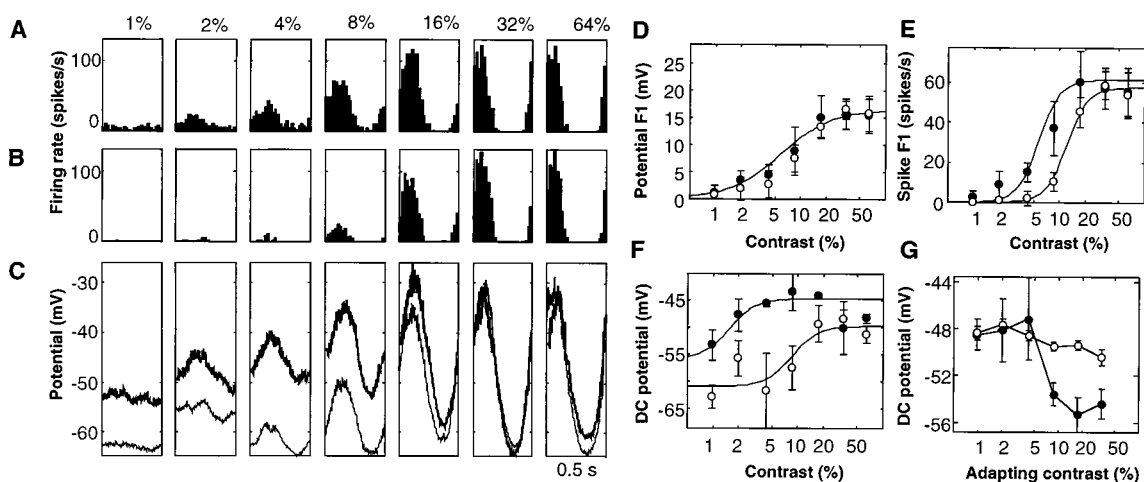 A
1% 2% 4% 8% 16% 32% 64%
Firing rate (spikes/s)
100
0
B
100
0
C
Potential (mV)
-30
-40
-50
-60
0.5 s
D
Potential F1 (mV)
25
20
15
10
5
0
1 2 5 10 20 50
Contrast (%)
E
Spike F1 (spikes/s)
60
40
20
0
1 2 5 10 20 50
Contrast (%)
F
DC potential (mV)
-45
-55
-65
1 2 5 10 20 50
Contrast (%)
G
DC potential (mV)
-44
-48
-52
-56
1 2 5 10 20 50
Adapting contrast (%)